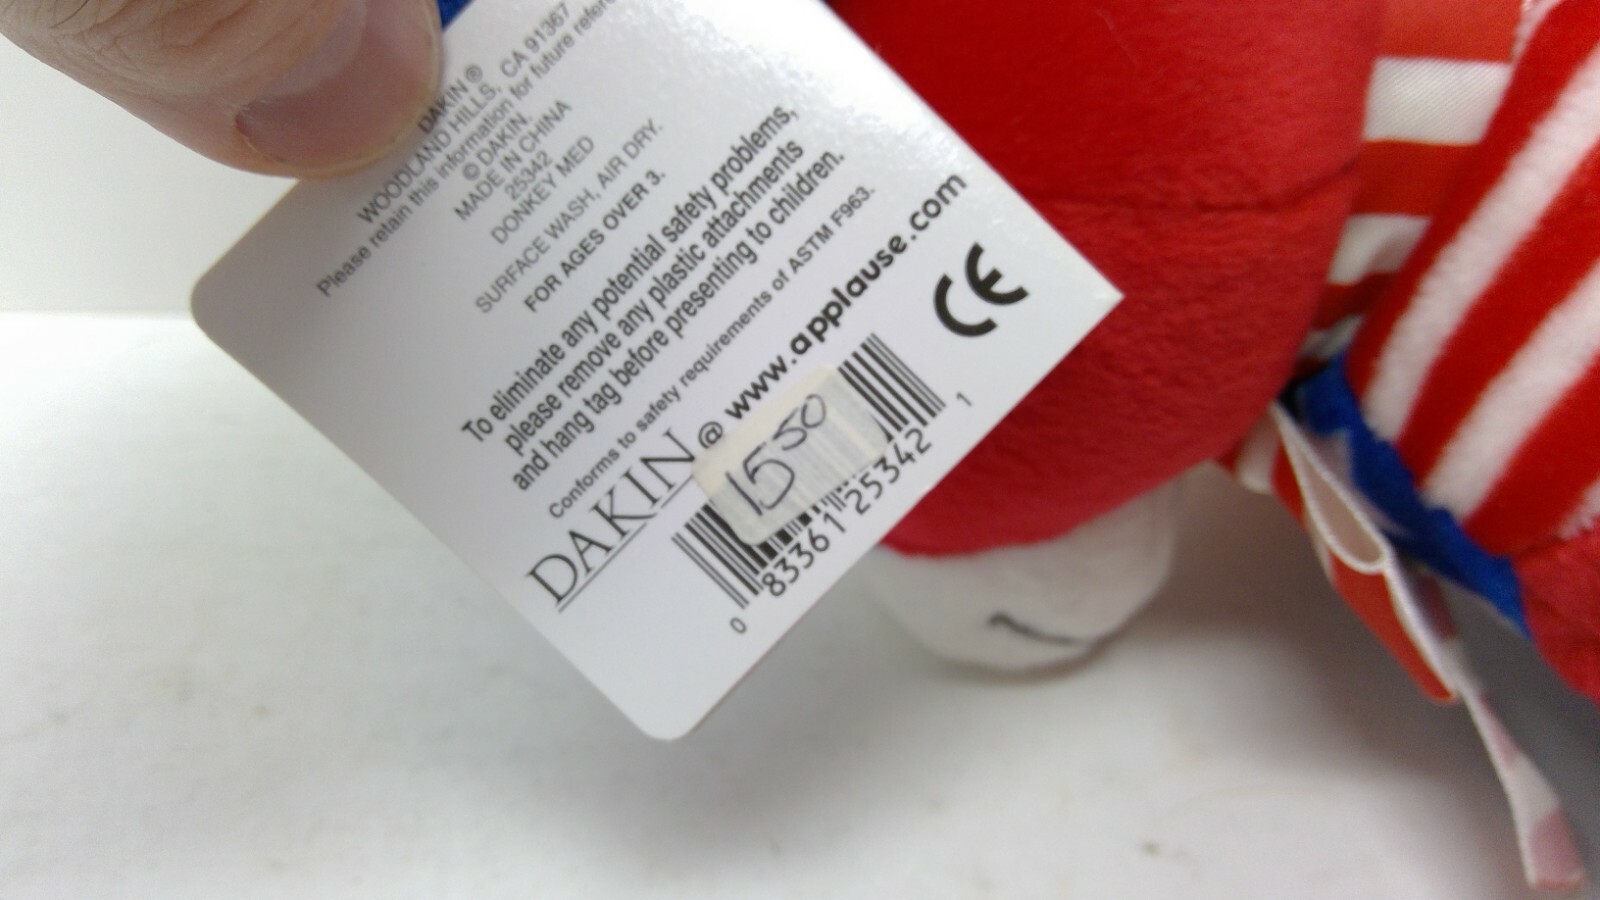 DAKIN ®
WOODLAND HILLS, CA 91367
Please retain this information for future
© DAKIN.
MADE IN CHINA
25342
DONKEY MED
SURFACE WASH, AIR DRY.
FOR AGES OVER 3.
To eliminate any potential safety problems,
please remove any plastic attachments
and hang tag before presenting to children.
Conforms to safety requirements of ASTM F963.
DAKIN @ www.applause.com
CE
15 50
0 83361 25342 1